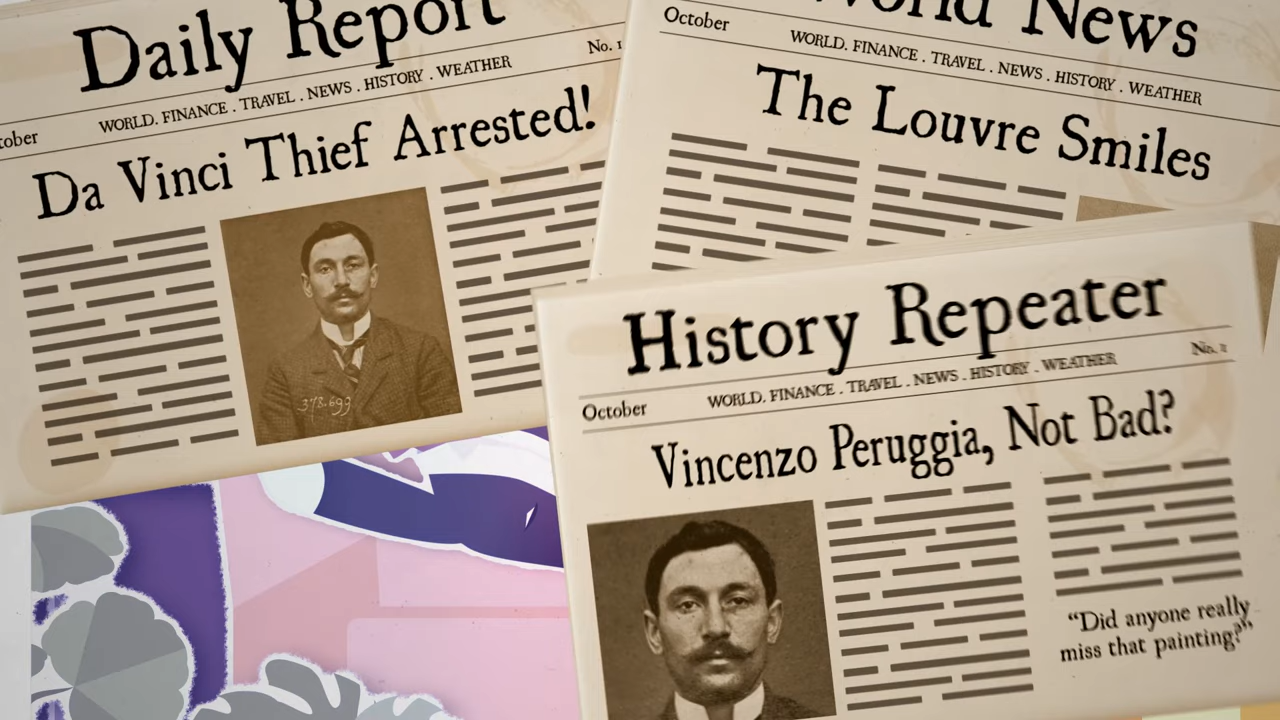 Daily Report
No. 1
WORLD. FINANCE . TRAVEL . NEWS . HISTORY . WEATHER
tober
Da Vinci Thief Arrested!
378.699
World News
October
WORLD. FINANCE . TRAVEL . NEWS . HISTORY . WEATHER
The Louvre Smiles
History Repeater
No. 1
October
WORLD. FINANCE . TRAVEL . NEWS . HISTORY . WEATHER
Vincenzo Peruggia, Not Bad?
“Did anyone really
miss that painting?”